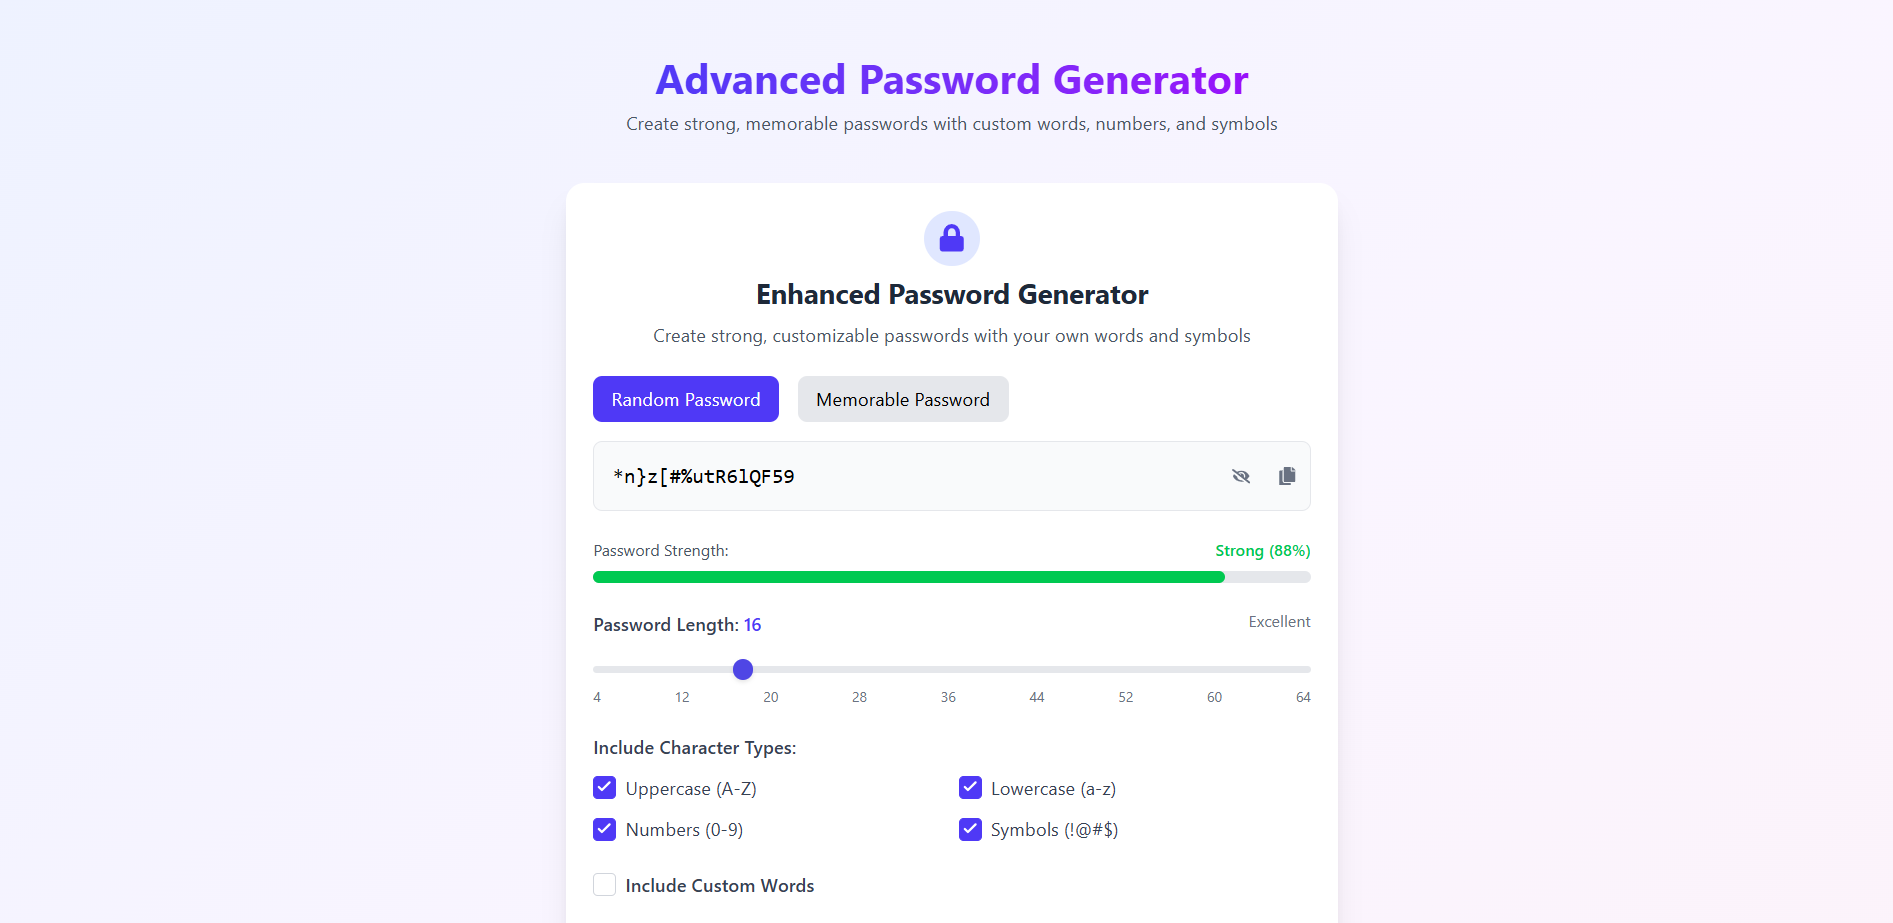 Advanced Password Generator
Create strong, memorable passwords with custom words, numbers, and symbols
Enhanced Password Generator
Create strong, customizable passwords with your own words and symbols
Random Password Memorable Password
*n}z[#%utR6lQF59
Password Strength: Strong (88%)
Password Length: 16 Excellent
4 12 20 28 36 44 52 60 64
Include Character Types:
Uppercase (A-Z) Lowercase (a-z)
Numbers (0-9) Symbols (!@#$)
Include Custom Words